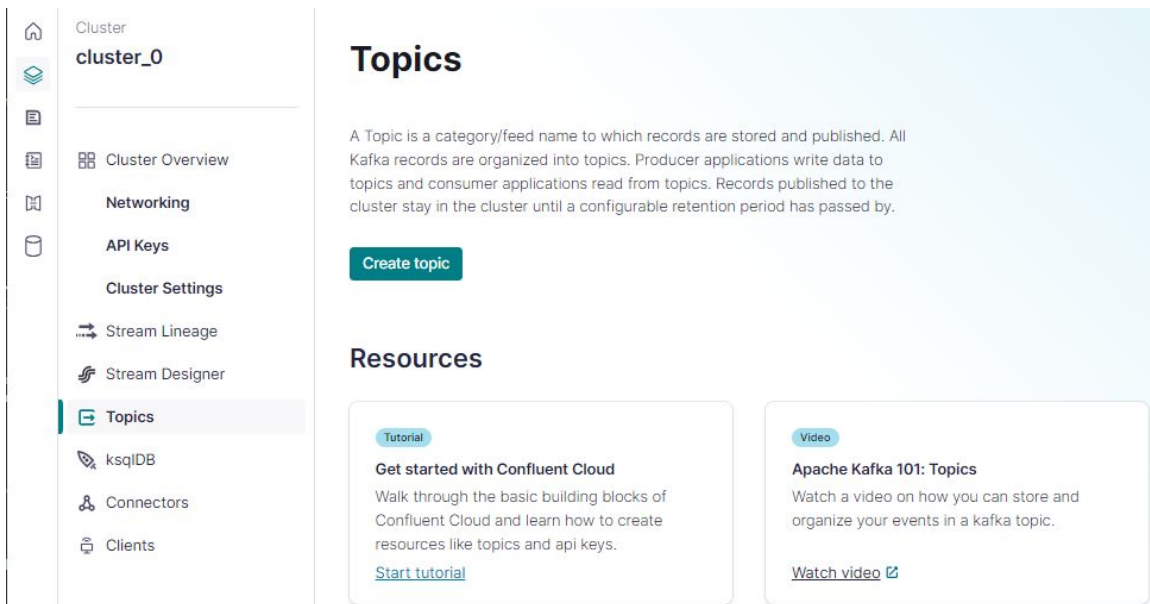 Cluster
cluster_0
Cluster Overview
Networking
API Keys
Cluster Settings
Stream Lineage
Stream Designer
Topics
ksqlDB
Connectors
Clients
Topics
A Topic is a category/feed name to which records are stored and published. All
Kafka records are organized into topics. Producer applications write data to
topics and consumer applications read from topics. Records published to the
cluster stay in the cluster until a configurable retention period has passed by.
Create topic
Resources
Tutorial
Get started with Confluent Cloud
Walk through the basic building blocks of
Confluent Cloud and learn how to create
resources like topics and api keys.
Start tutorial
Video
Apache Kafka 101: Topics
Watch a video on how you can store and
organize your events in a kafka topic.
Watch video